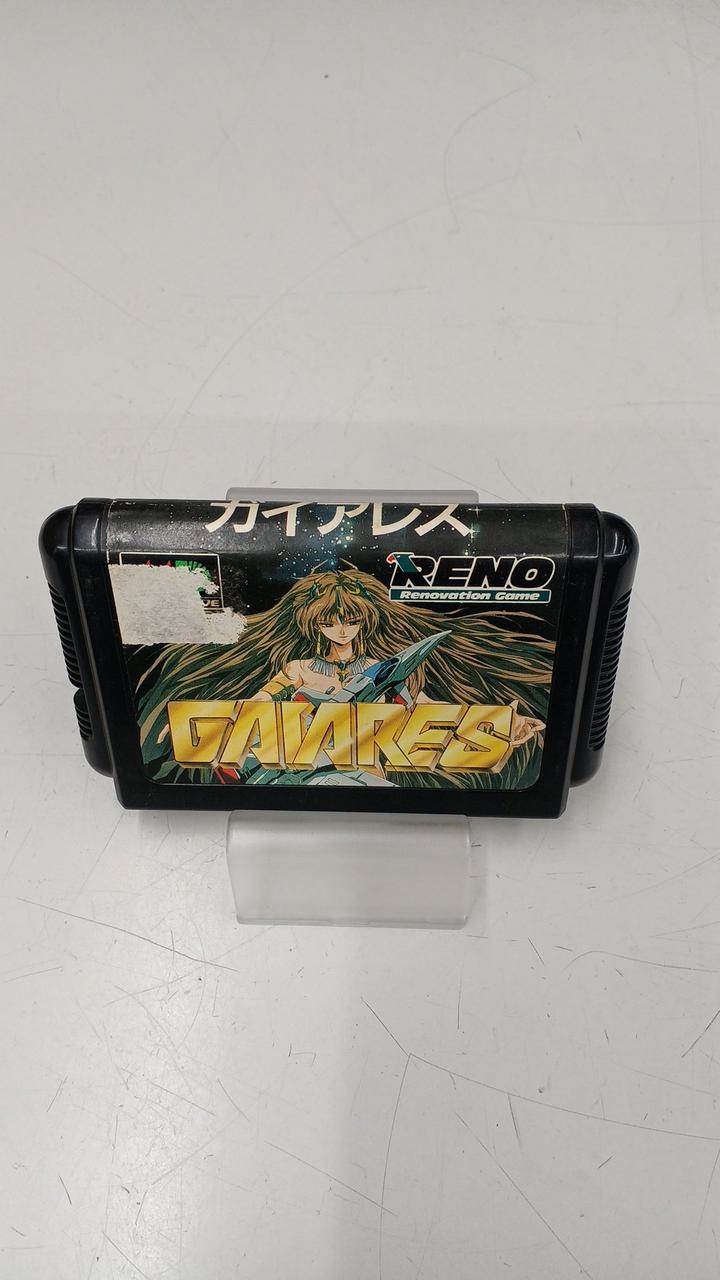 ガイアレス
RENO
Renovation Game
GAIARES